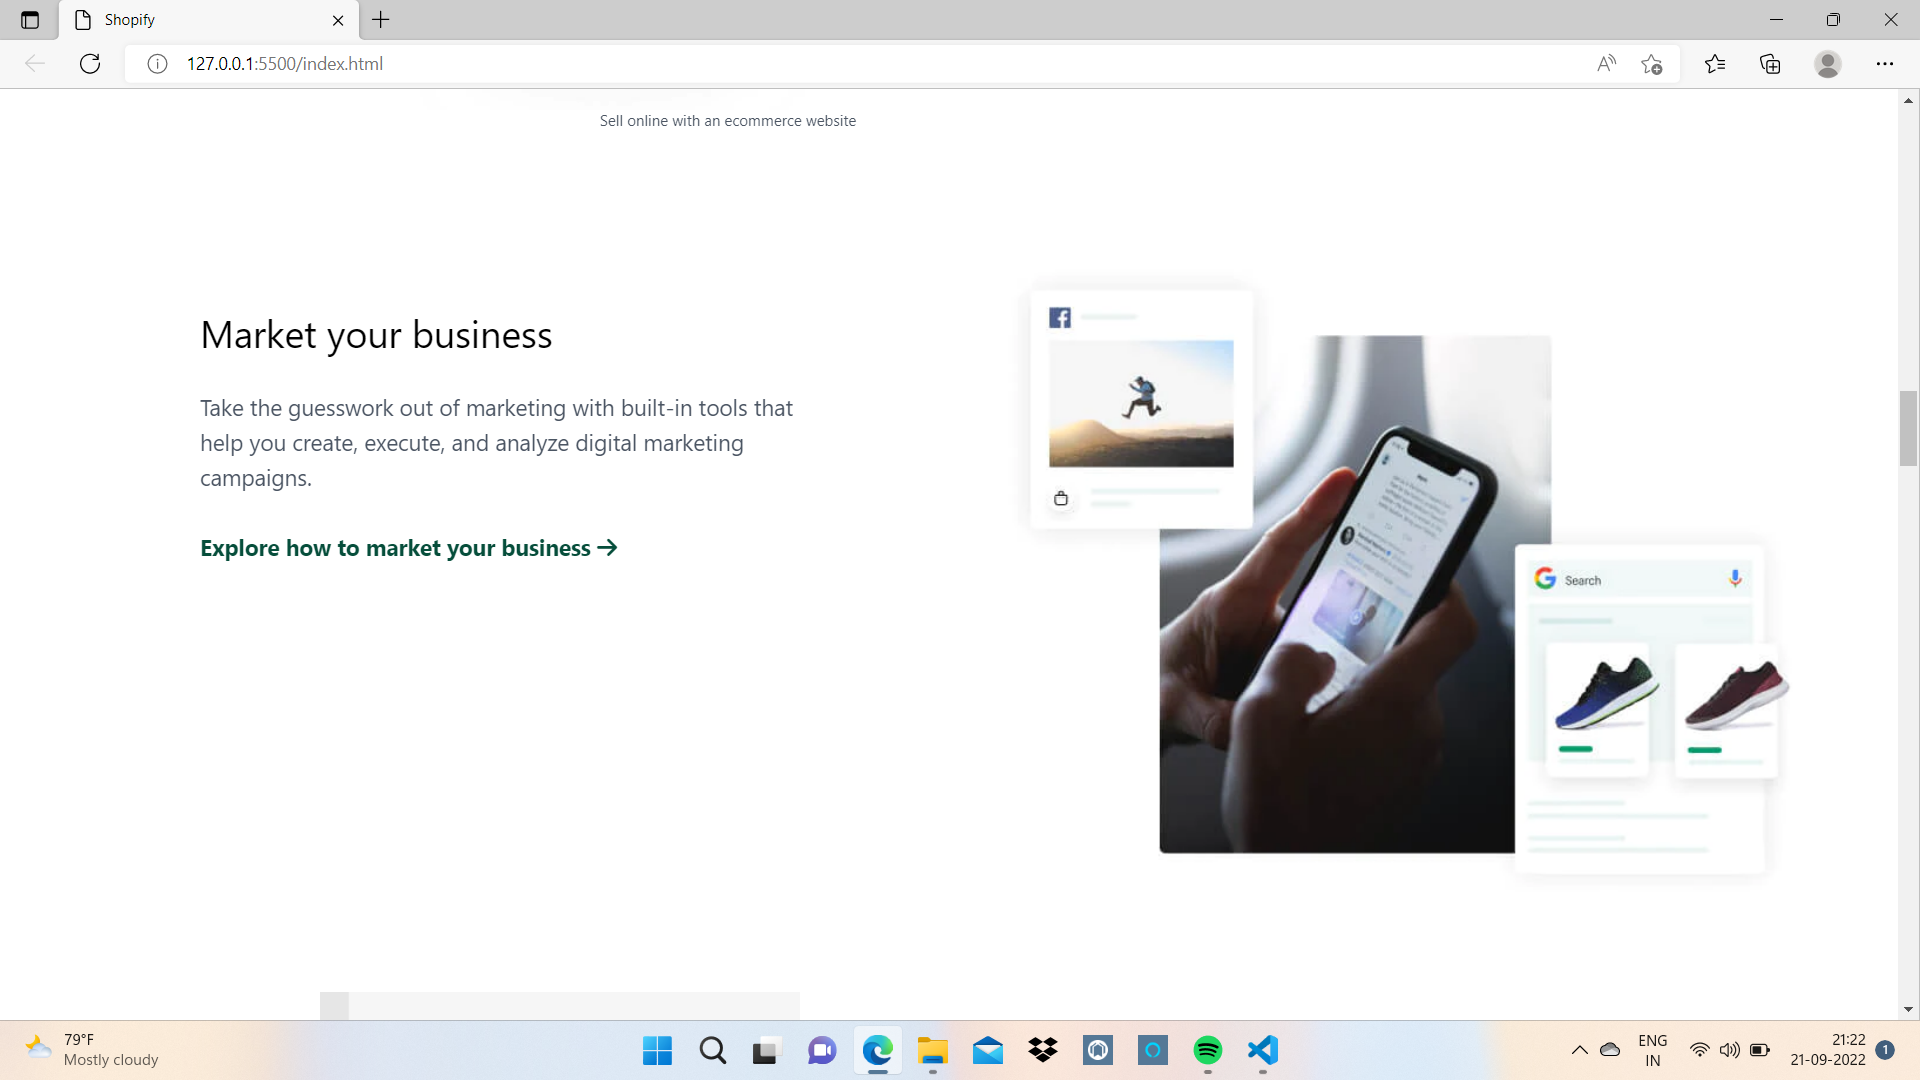 Shopify
127.0.0.1:5500/index.html
Sell online with an ecommerce website
Market your business
Take the guesswork out of marketing with built-in tools that
help you create, execute, and analyze digital marketing
campaigns.
Explore how to market your business →
Search
79°F
Mostly cloudy
ENG
IN
21:22
21-09-2022
1